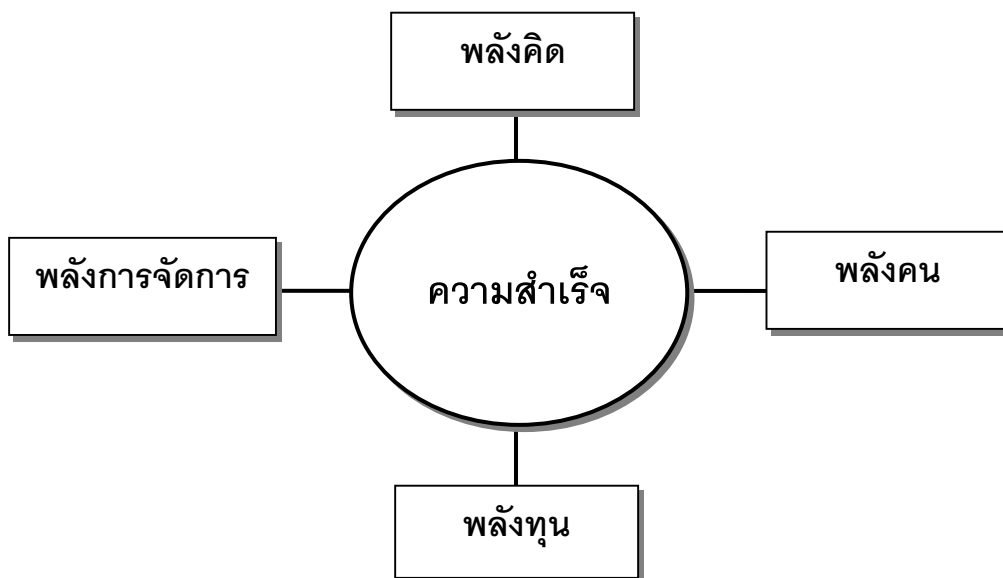 พลังคิด
พลังการจัดการ
ความสำเร็จ
พลังคน
พลังทุน